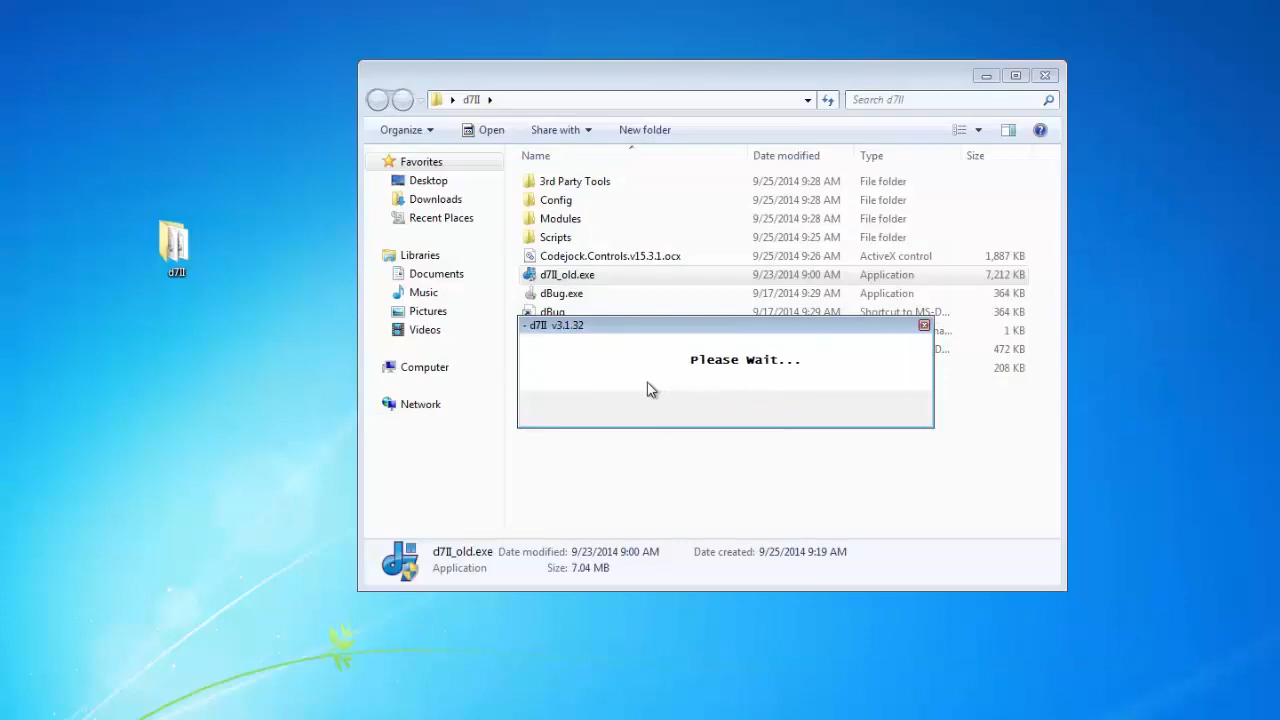 d7II
d7II
Search d7II
Organize
Open
Share with
New folder
Name
Date modified
Type
Size
Favorites
Desktop
Downloads
Recent Places
Libraries
Documents
Music
Pictures
Videos
Computer
Network
3rd Party Tools 9/25/2014 9:28 AM File folder
Config 9/25/2014 9:28 AM File folder
Modules 9/25/2014 9:28 AM File folder
Scripts 9/25/2014 9:25 AM File folder
Codejock.Controls.v15.3.1.ocx 9/25/2014 9:26 AM ActiveX control 1,887 KB
d7II_old.exe 9/23/2014 9:00 AM Application 7,212 KB
dBug.exe 9/17/2014 9:29 AM Application 364 KB
dBug 9/17/2014 9:29 AM Shortcut to MS-D... 364 KB
1 KB
472 KB
208 KB
- d7II v3.1.32
Please Wait...
d7II_old.exe Date modified: 9/23/2014 9:00 AM Date created: 9/25/2014 9:19 AM
Application Size: 7.04 MB